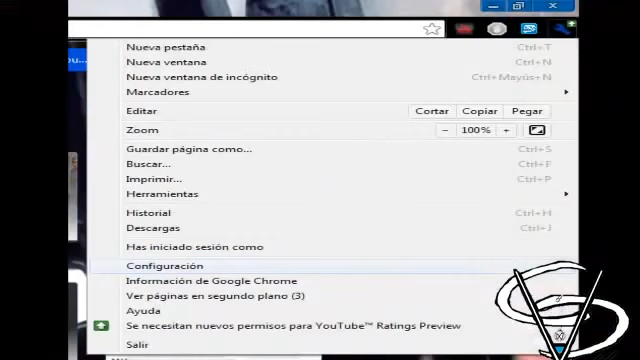 Nueva pestaña Ctrl+T
Nueva ventana Ctrl+N
Nueva ventana de incógnito Ctrl+Mayús+N
Marcadores
Editar Cortar Copiar Pegar
Zoom − 100% +
Guardar página como... Ctrl+S
Buscar... Ctrl+F
Imprimir... Ctrl+P
Herramientas
Historial Ctrl+H
Descargas Ctrl+J
Has iniciado sesión como
Configuración
Información de Google Chrome
Ver páginas en segundo plano (3)
Ayuda
Se necesitan nuevos permisos para YouTube™ Ratings Preview
Salir